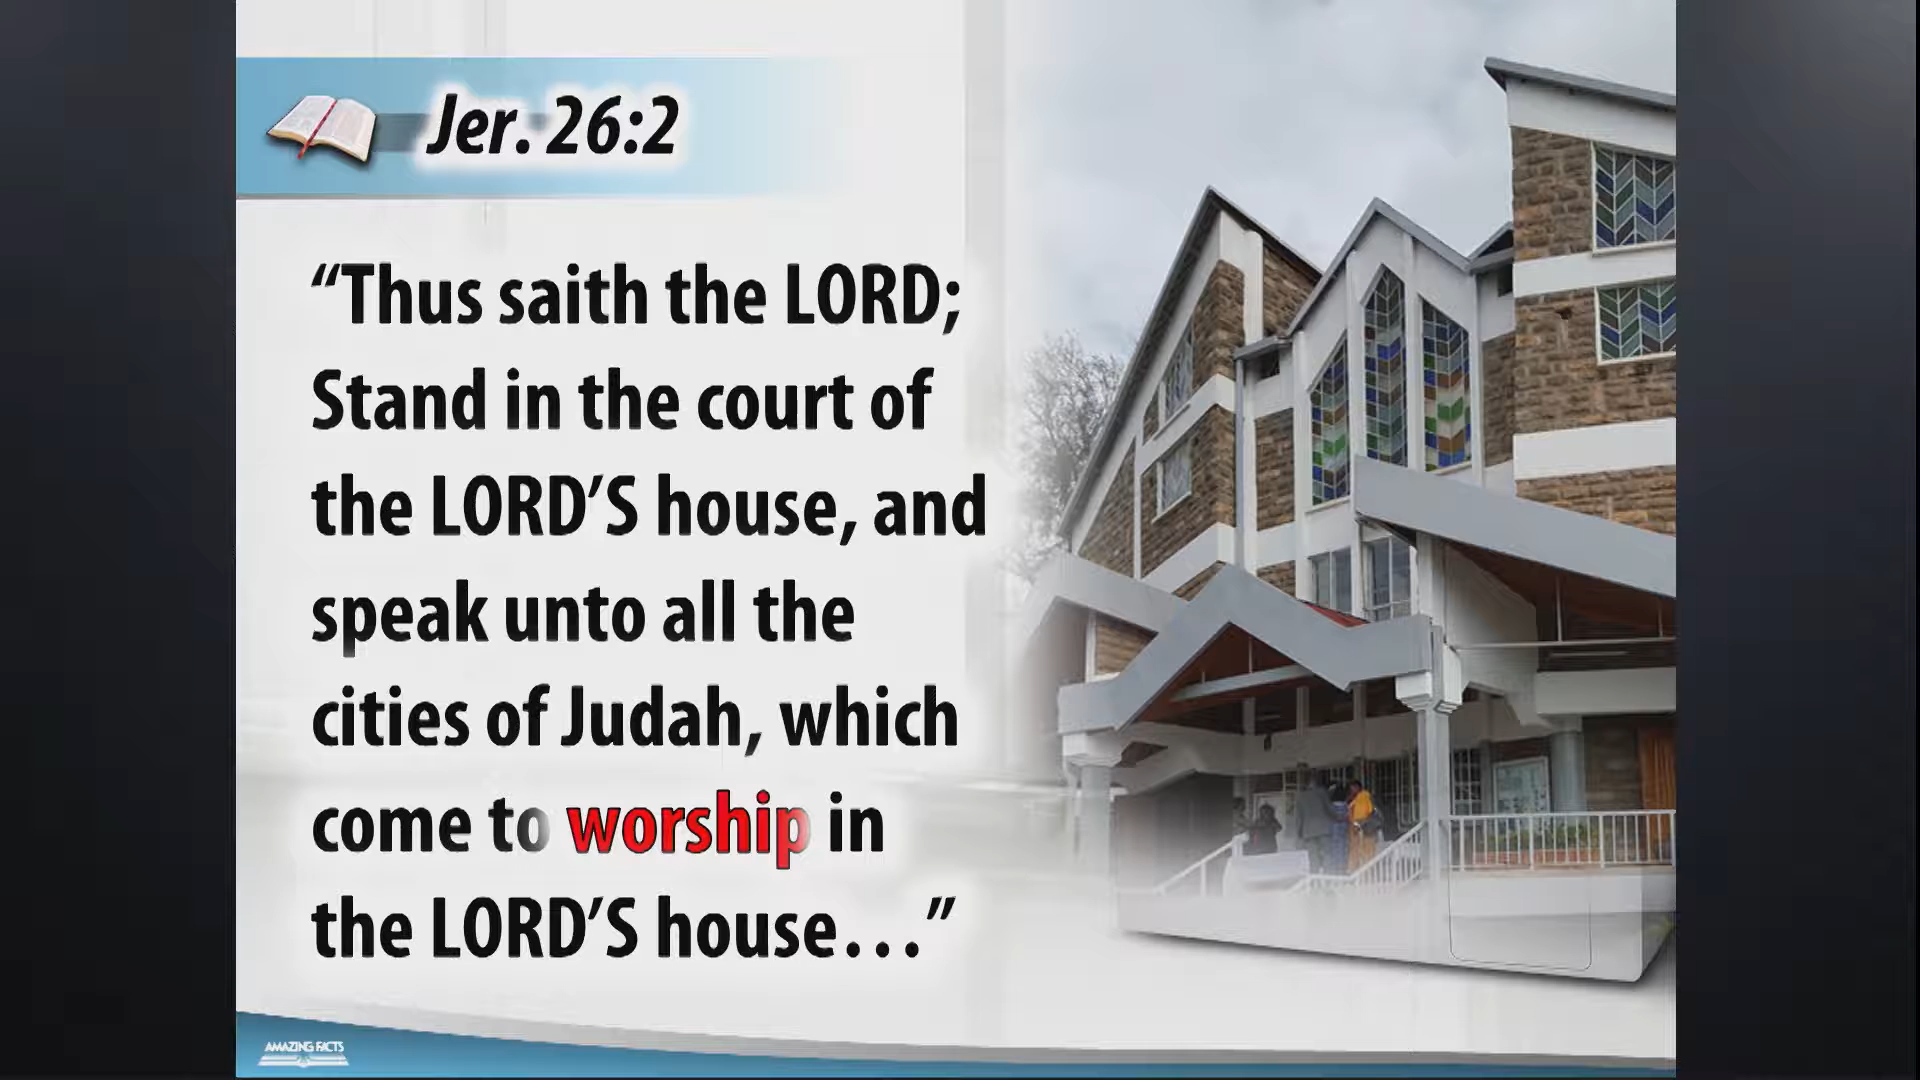 Jer. 26:2
“Thus saith the LORD;
Stand in the court of
the LORD’S house, and
speak unto all the
cities of Judah, which
come to worship in
the LORD’S house…”
AMAZING FACTS